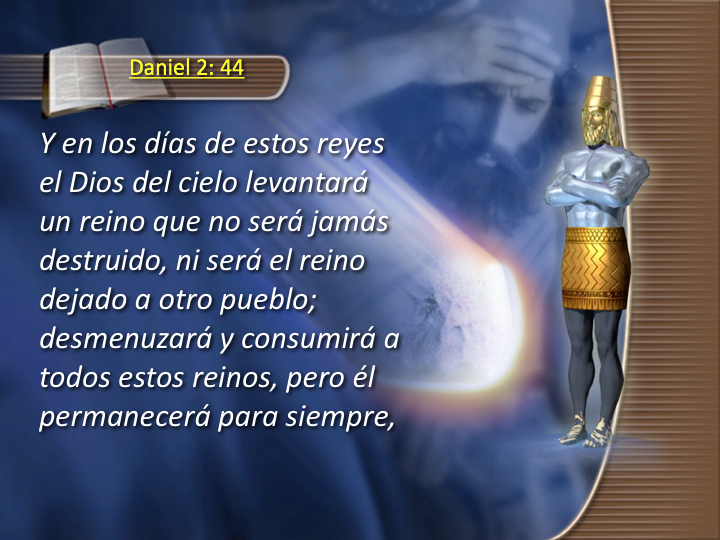 Daniel 2: 44
Y en los días de estos reyes
el Dios del cielo levantará
un reino que no será jamás
destruido, ni será el reino
dejado a otro pueblo;
desmenuzará y consumirá a
todos estos reinos, pero él
permanecerá para siempre,